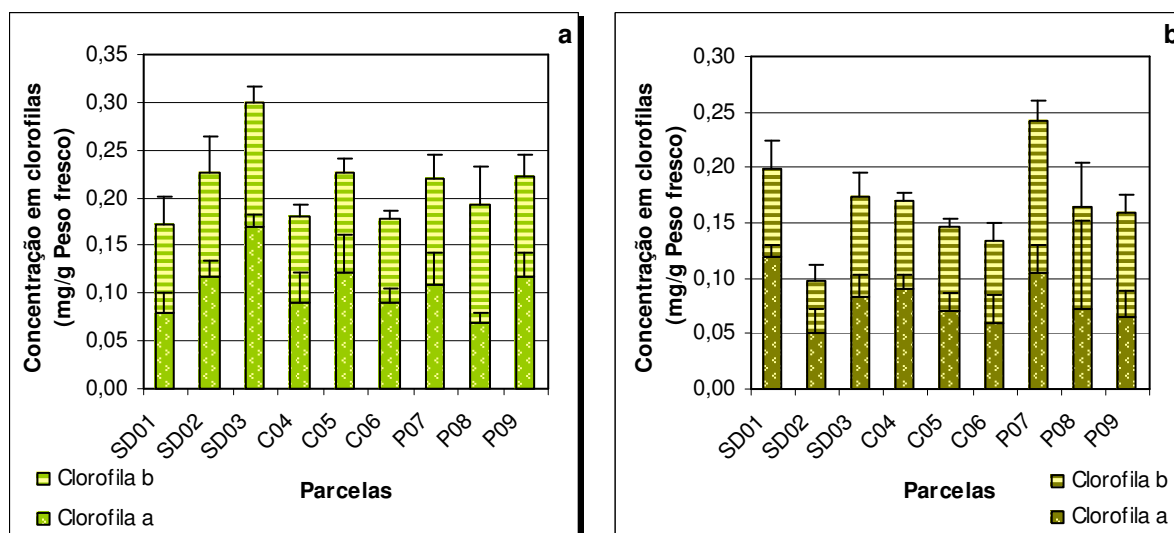 a
Concentração em clorofilas
(mg/g Peso fresco)
0,35
0,30
0,25
0,20
0,15
0,10
0,05
0,00
SD01
SD02
SD03
C04
C05
C06
P07
P08
P09
Parcelas
Clorofila b
Clorofila a
b
Concentração em clorofilas
(mg/g Peso fresco)
0,30
0,25
0,20
0,15
0,10
0,05
0,00
SD01
SD02
SD03
C04
C05
C06
P07
P08
P09
Parcelas
Clorofila b
Clorofila a